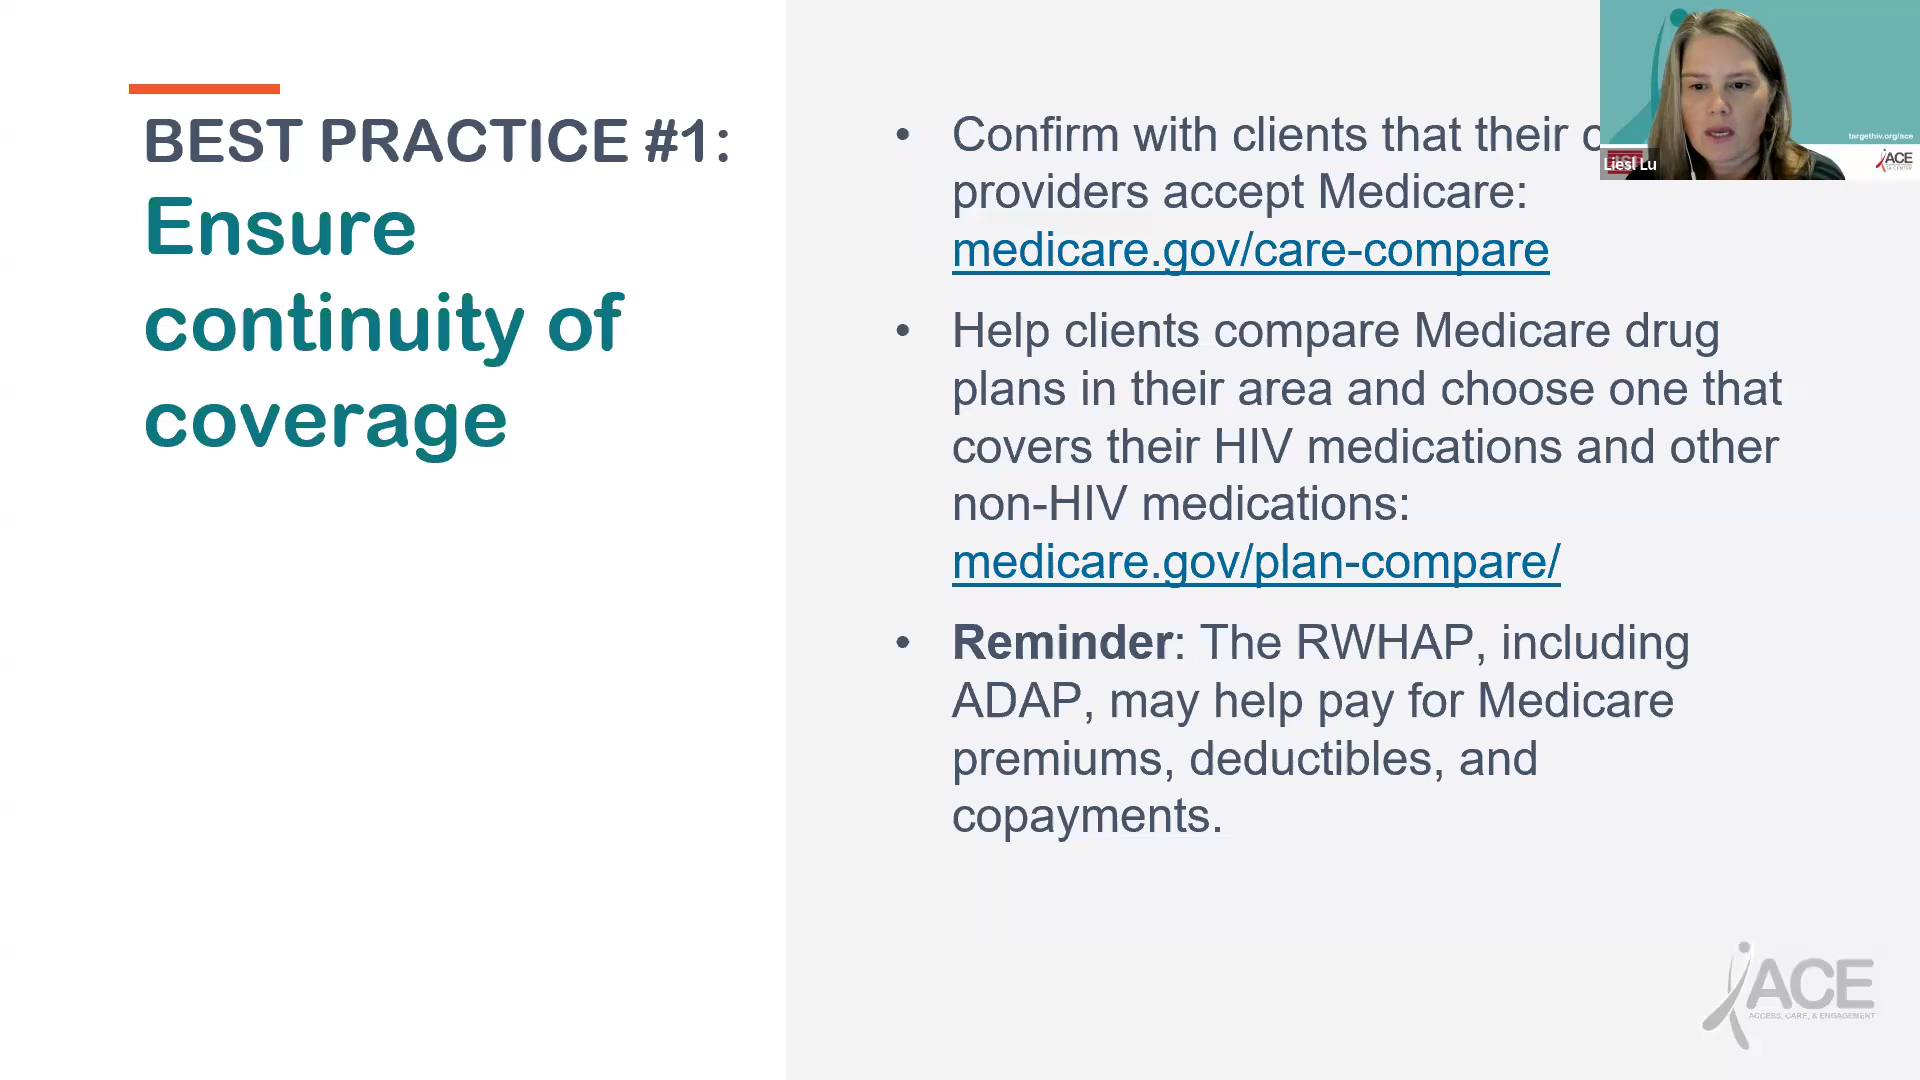 BEST PRACTICE #1:
Ensure
continuity of
coverage
• Confirm with clients that their
providers accept Medicare:
medicare.gov/care-compare
• Help clients compare Medicare drug
plans in their area and choose one that
covers their HIV medications and other
non-HIV medications:
medicare.gov/plan-compare/
• Reminder: The RWHAP, including
ADAP, may help pay for Medicare
premiums, deductibles, and
copayments.
targethiv.org/ace
Liesl Lu
ACE
TA CENTER
ACE
ACCESS, CARE, & ENGAGEMENT